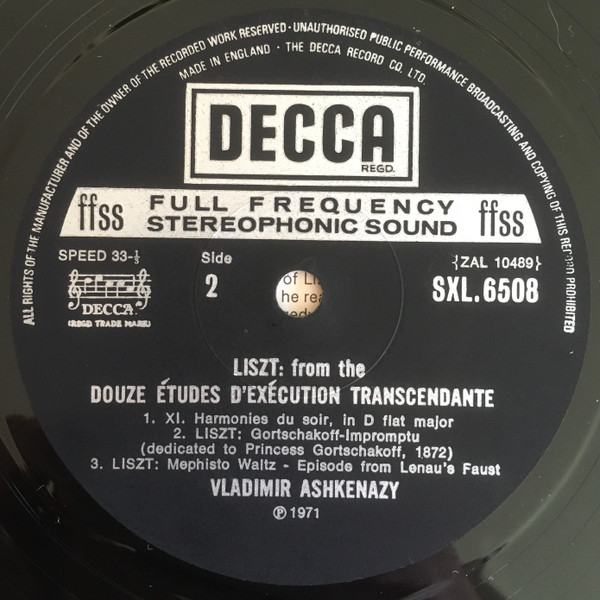 ALL RIGHTS OF THE MANUFACTURER AND OF THE OWNER OF THE RECORDED WORK RESERVED · UNAUTHORISED PUBLIC PERFORMANCE BROADCASTING AND COPYING OF THIS RECORD PROHIBITED
MADE IN ENGLAND · THE DECCA RECORD CO. LTD.
DECCA
REGD.
ffss FULL FREQUENCY STEREOPHONIC SOUND ffss
SPEED 33-⅓
Side
2
{ZAL 10489}
SXL.6508
DECCA
(REGD TRADE MARK)
of
he
LISZT: from the
DOUZE ÉTUDES D'EXÉCUTION TRANSCENDANTE
1. XI. Harmonies du soir, in D flat major
2. LISZT: Gortschakoff-Impromptu
(dedicated to Princess Gortschakoff, 1872)
3. LISZT: Mephisto Waltz - Episode from Lenau's Faust
VLADIMIR ASHKENAZY
℗ 1971